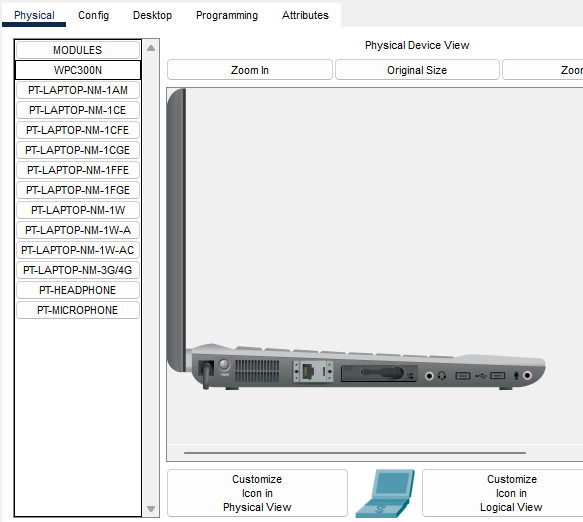 Physical
Config
Desktop
Programming
Attributes
MODULES
WPC300N
PT-LAPTOP-NM-1AM
PT-LAPTOP-NM-1CE
PT-LAPTOP-NM-1CFE
PT-LAPTOP-NM-1CGE
PT-LAPTOP-NM-1FFE
PT-LAPTOP-NM-1FGE
PT-LAPTOP-NM-1W
PT-LAPTOP-NM-1W-A
PT-LAPTOP-NM-1W-AC
PT-LAPTOP-NM-3G/4G
PT-HEADPHONE
PT-MICROPHONE
Physical Device View
Zoom In
Original Size
Zoo
Customize
Icon in
Physical View
Customize
Icon in
Logical View